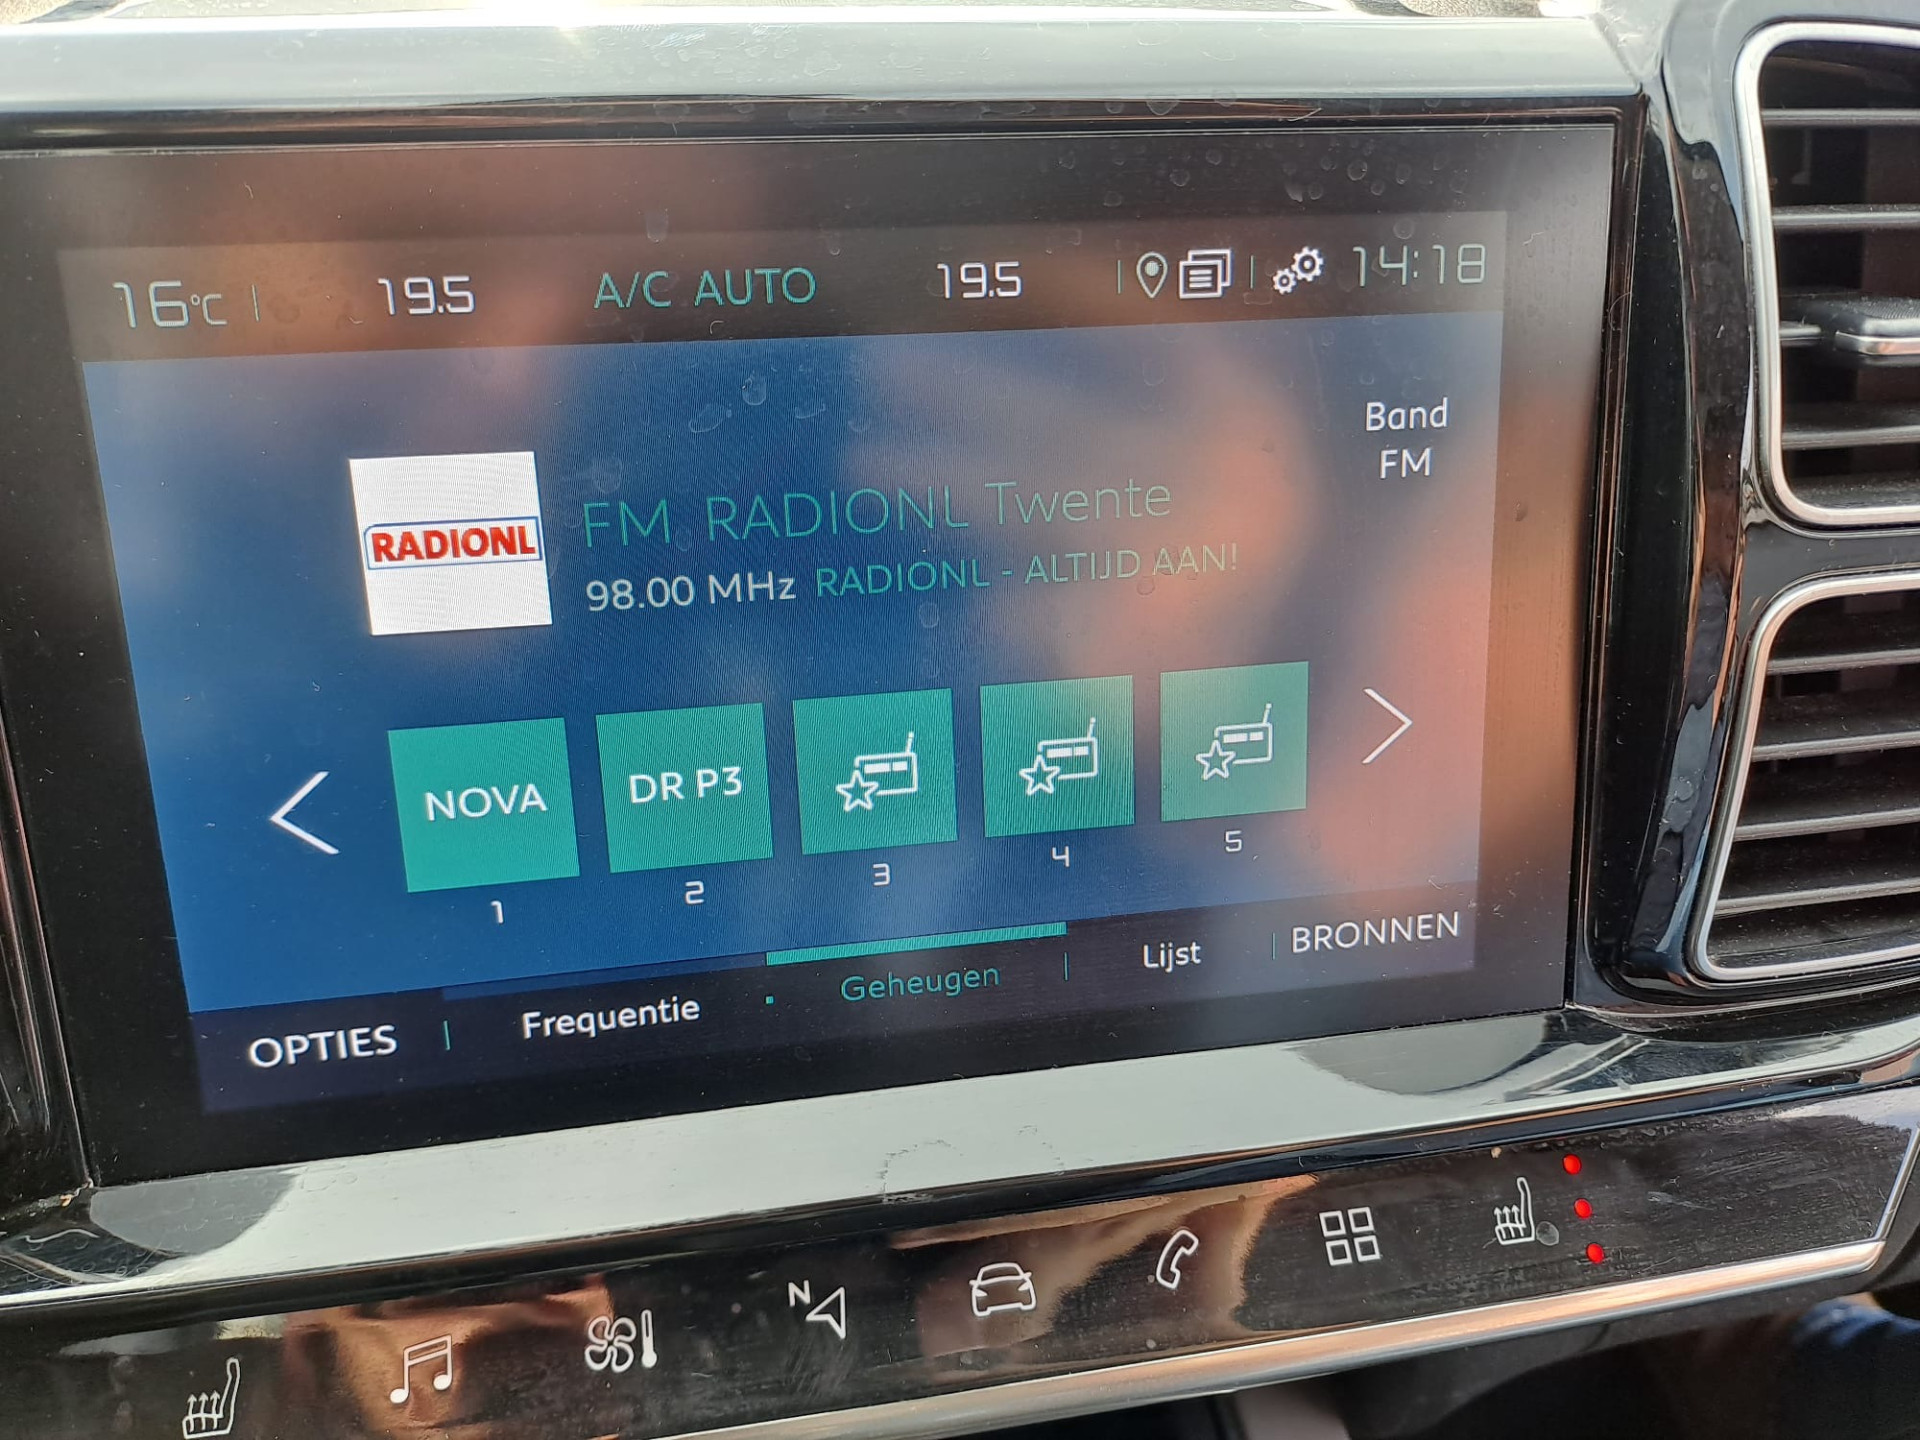 16°C 19.5 A/C AUTO 19.5 14:18
Band
FM
RADIONL
FM RADIONL Twente
98.00 MHz RADIONL - ALTIJD AAN!
NOVA DR P3
1 2 3 4 5
OPTIES Frequentie Geheugen Lijst BRONNEN
N